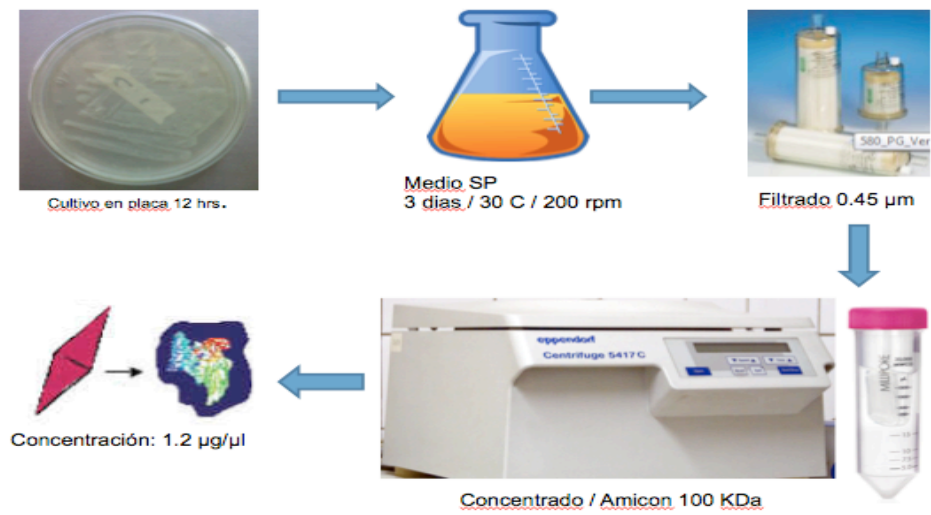 Cultivo en placa 12 hrs.
Medio SP
3 dias / 30 C / 200 rpm
580_PG_Ver
Filtrado 0.45 µm
eppendorf
Centrifuge 5417C
MILLIPORE
Concentración: 1.2 µg/µl
Concentrado / Amicon 100 KDa